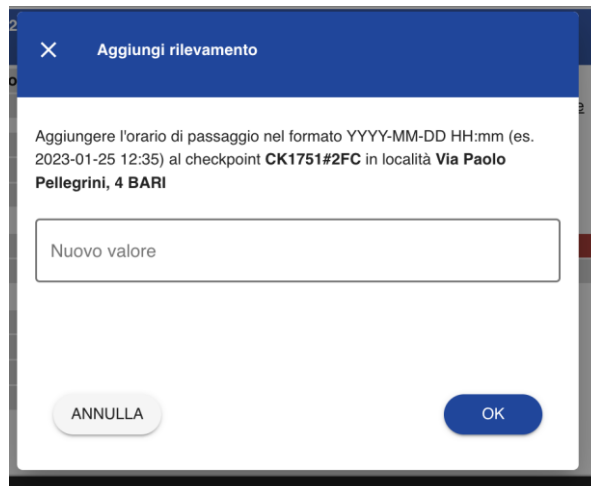 Aggiungi rilevamento
Aggiungere l'orario di passaggio nel formato YYYY-MM-DD HH:mm (es.
2023-01-25 12:35) al checkpoint CK1751#2FC in località Via Paolo
Pellegrini, 4 BARI
Nuovo valore
ANNULLA
OK